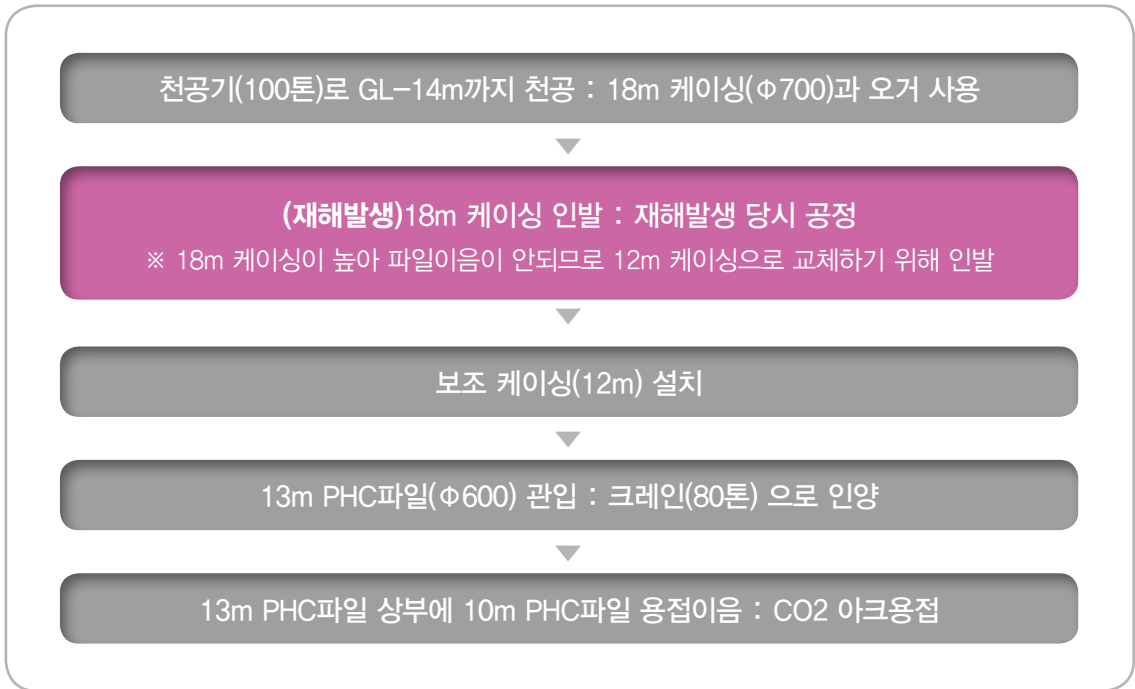 천공기(100톤)로 GL-14m까지 천공 : 18m 케이싱(Φ700)과 오거 사용
(재해발생)18m 케이싱 인발 : 재해발생 당시 공정
※ 18m 케이싱이 높아 파일이음이 안되므로 12m 케이싱으로 교체하기 위해 인발
보조 케이싱(12m) 설치
13m PHC파일(Φ600) 관입 : 크레인(80톤) 으로 인양
13m PHC파일 상부에 10m PHC파일 용접이음 : CO2 아크용접